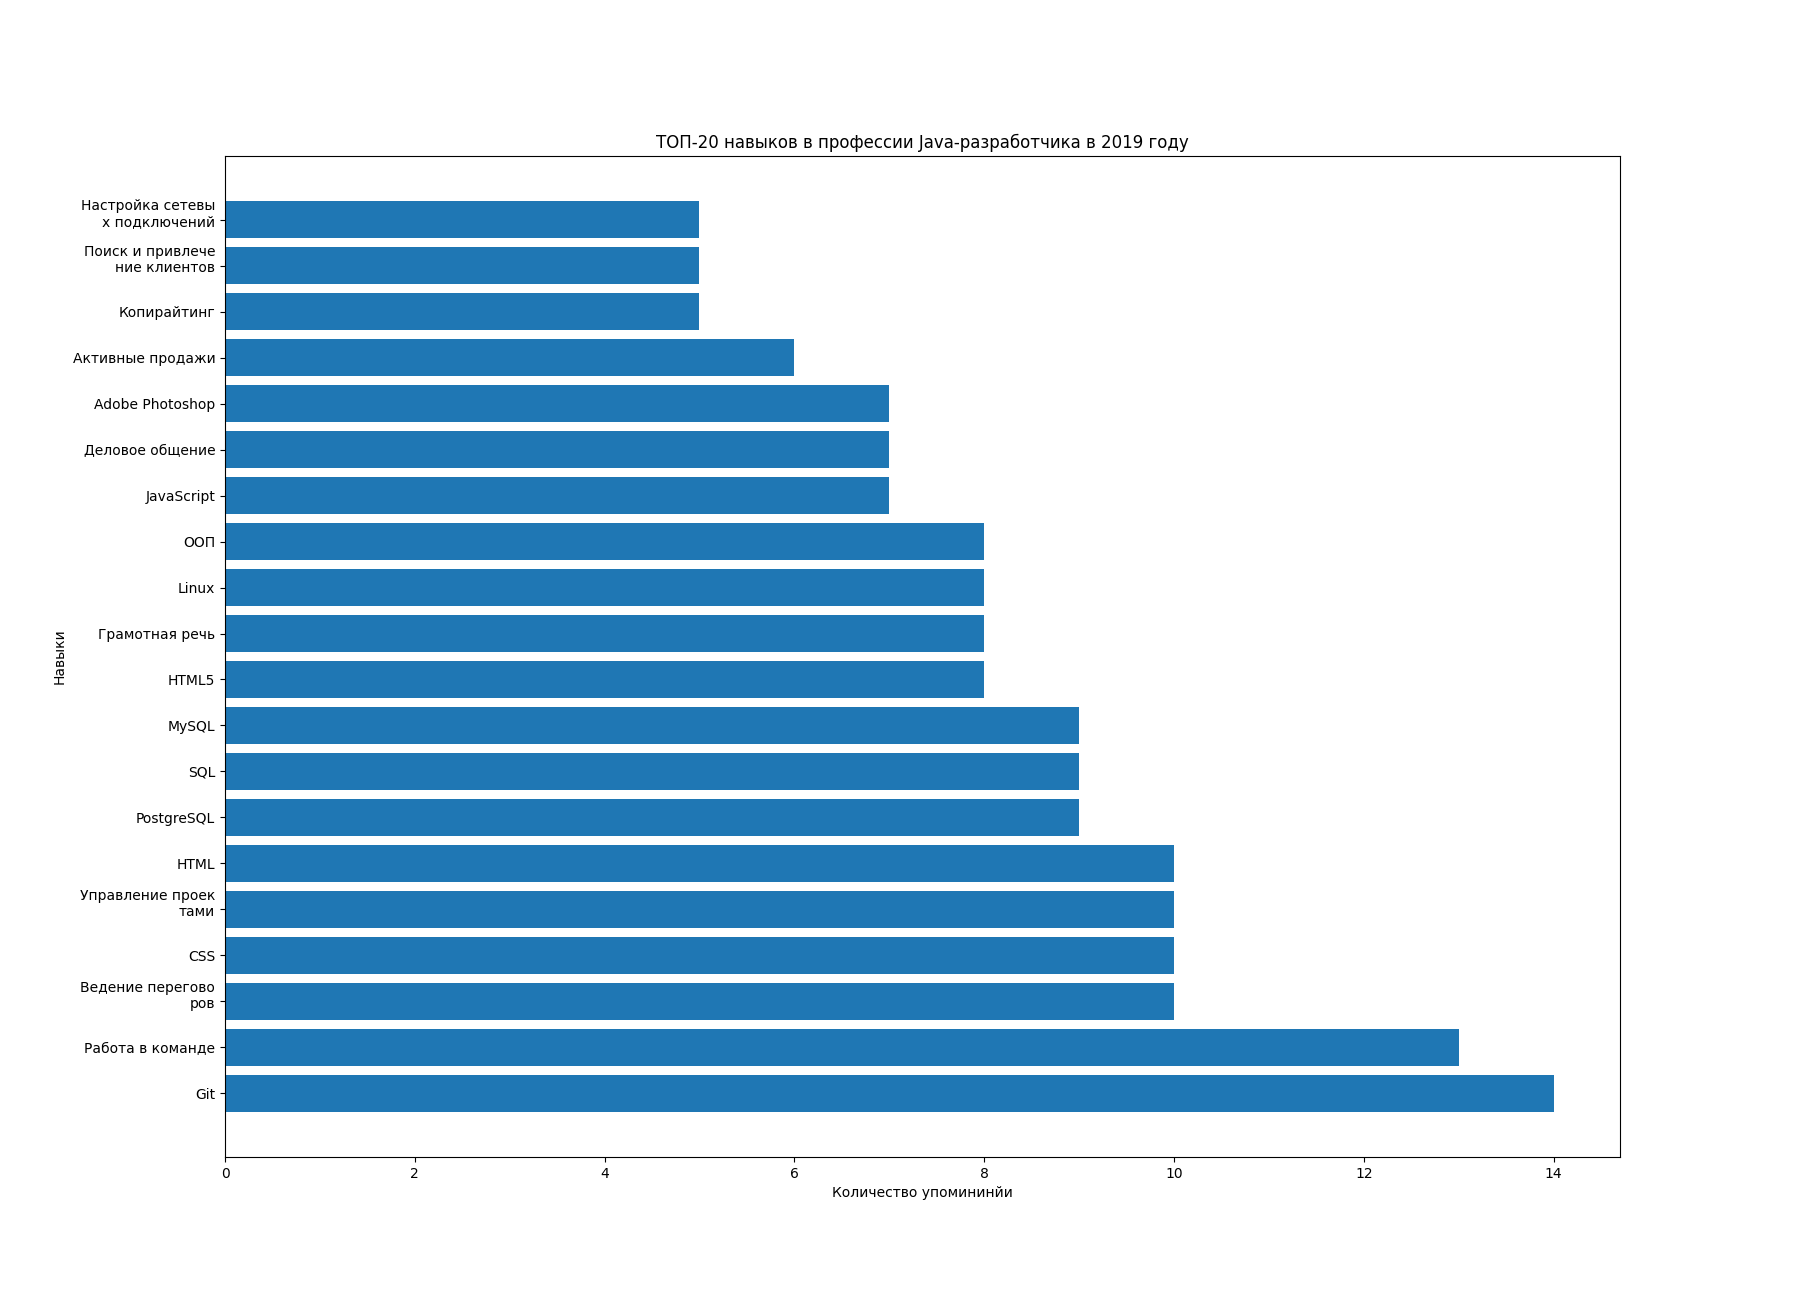 ТОП-20 навыков в профессии Java-разработчика в 2019 году
Настройка сетевы
х подключений
Поиск и привлече
ние клиентов
Копирайтинг
Активные продажи
Adobe Photoshop
Деловое общение
JavaScript
ООП
Linux
Грамотная речь
HTML5
MySQL
SQL
PostgreSQL
HTML
Управление проек
тами
CSS
Ведение перегово
ров
Работа в команде
Git
Навыки
0 2 4 6 8 10 12 14
Количество упомининйи